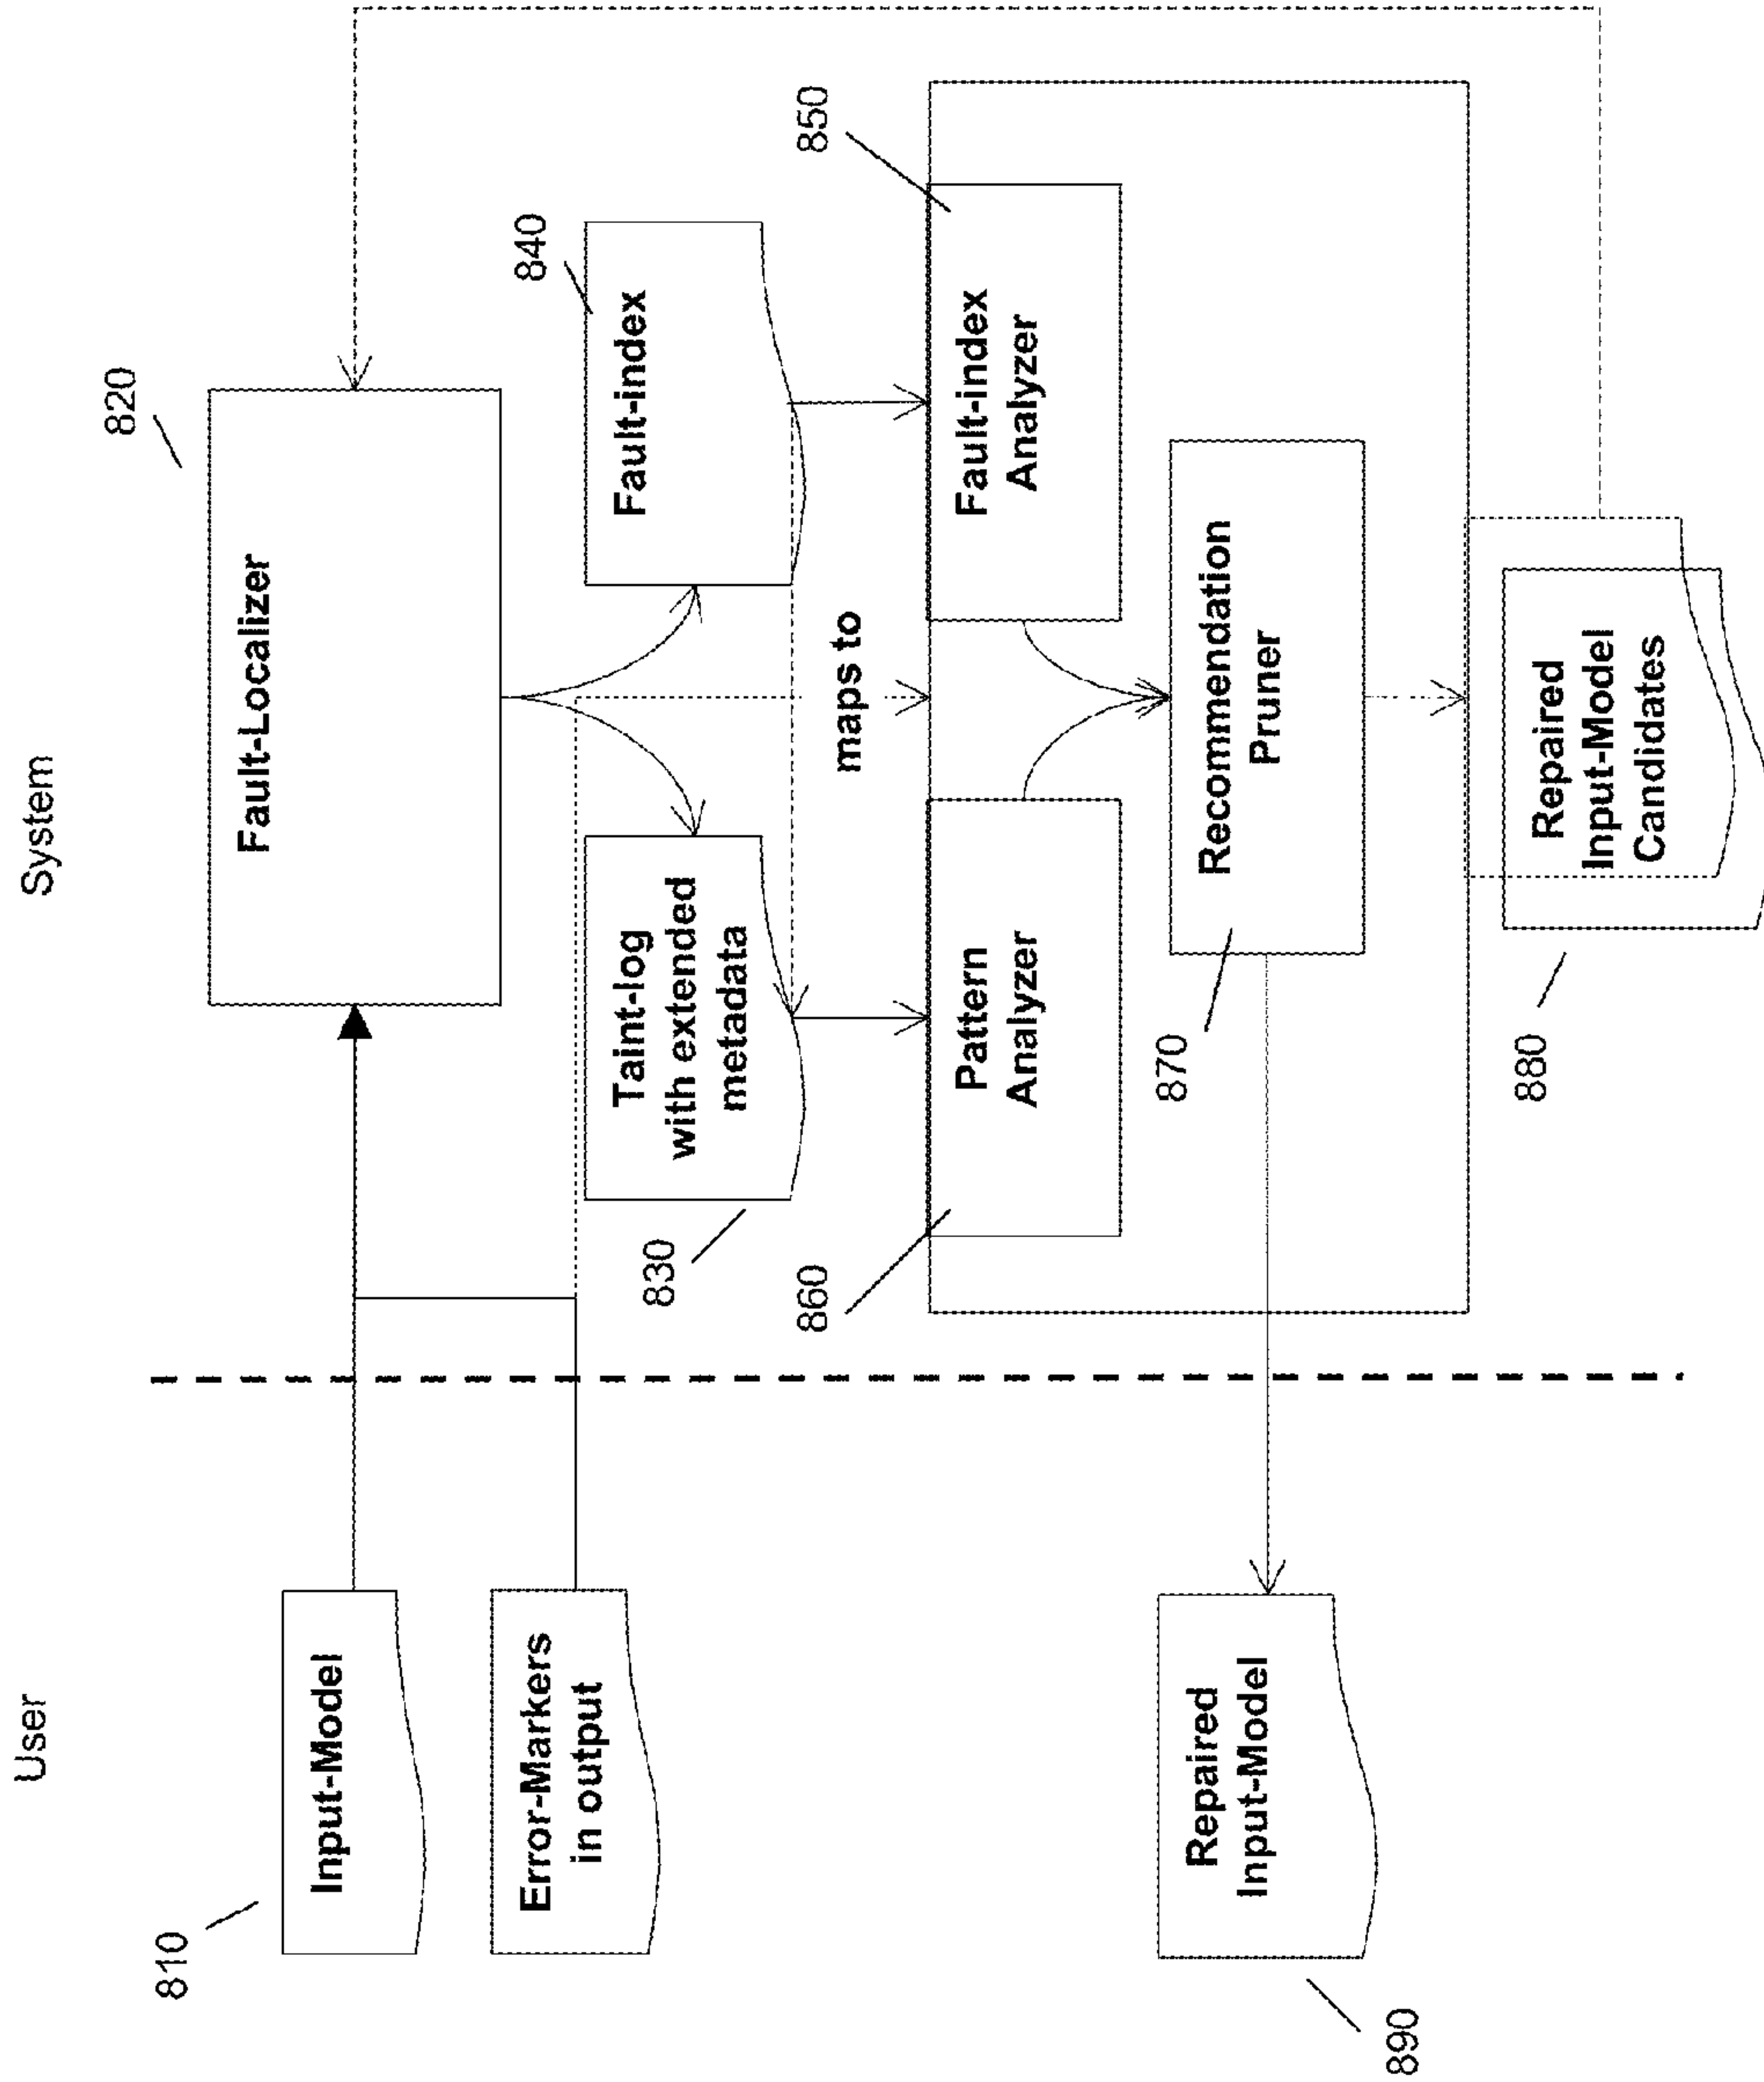 User
System
810
Input-Model
Error-Markers
in output
820
Fault-Localizer
830
Taint-log
with extended
metadata
840
Fault-index
maps to
860
Pattern
Analyzer
850
Fault-index
Analyzer
870
Recommendation
Pruner
890
Repaired
Input-Model
880
Repaired
Input-Model
Candidates